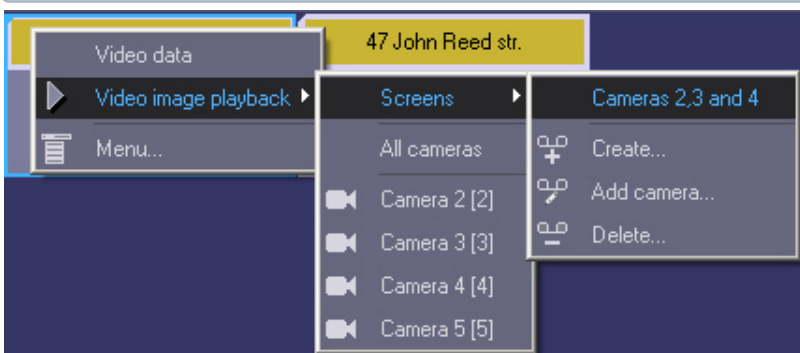 47 John Reed str.
Video data
Video image playback
Menu...
Screens
All cameras
Camera 2 [2]
Camera 3 [3]
Camera 4 [4]
Camera 5 [5]
Cameras 2,3 and 4
Create...
Add camera...
Delete...